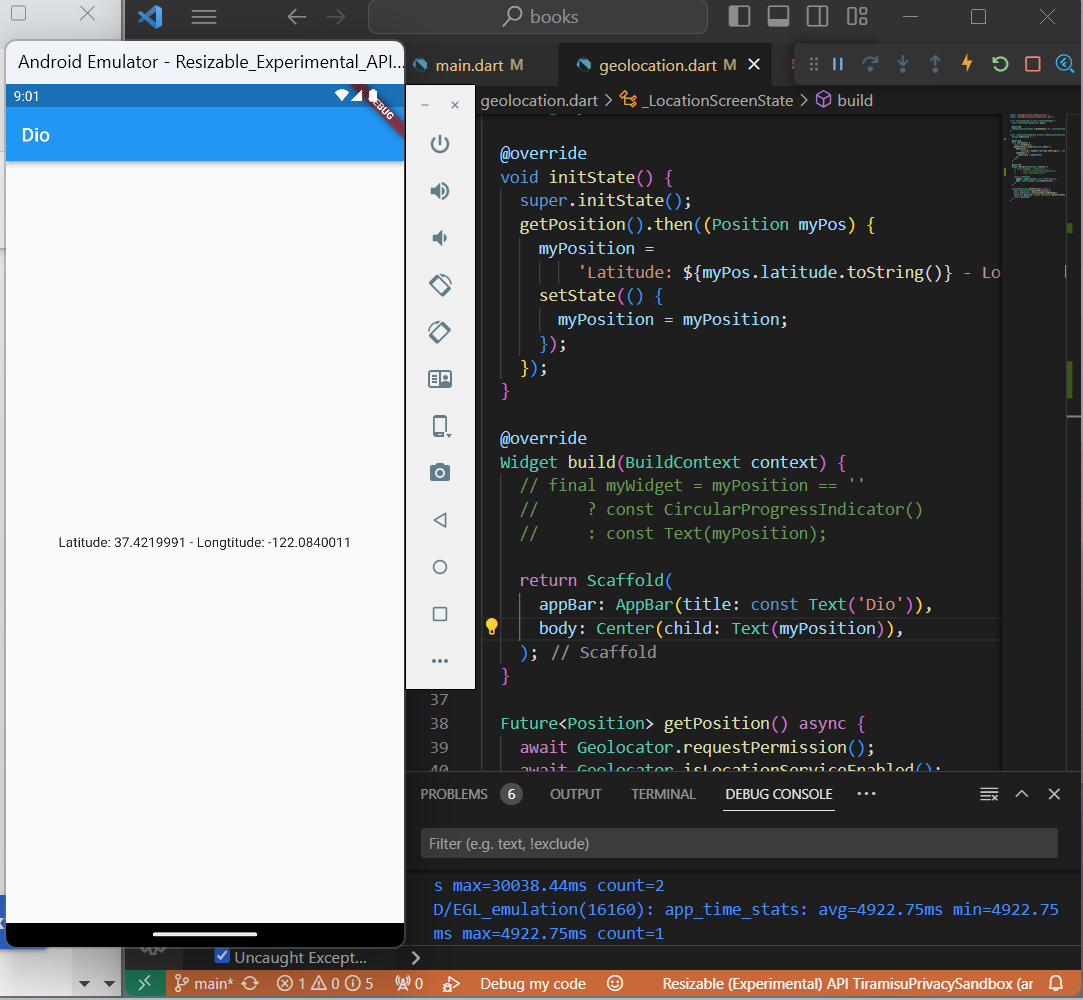 books
Android Emulator - Resizable_Experimental_API...
main.dart M
geolocation.dart M
9:01
DEBUG
Dio
geolocation.dart > _LocationScreenState > build
@override
void initState() {
super.initState();
getPosition().then((Position myPos) {
myPosition =
'Latitude: ${myPos.latitude.toString()} - Lo
setState(() {
myPosition = myPosition;
});
});
}
@override
Widget build(BuildContext context) {
// final myWidget = myPosition == ''
//     ? const CircularProgressIndicator()
//     : const Text(myPosition);
return Scaffold(
appBar: AppBar(title: const Text('Dio')),
body: Center(child: Text(myPosition)),
); // Scaffold
}
37
38 Future<Position> getPosition() async {
39 await Geolocator.requestPermission();
40 await Geolocator.isLocationServiceEnabled();
Latitude: 37.4219991 - Longtitude: -122.0840011
PROBLEMS 6 OUTPUT TERMINAL DEBUG CONSOLE ...
Filter (e.g. text, !exclude)
s max=30038.44ms count=2
D/EGL_emulation(16160): app_time_stats: avg=4922.75ms min=4922.75
ms max=4922.75ms count=1
Uncaught Except...
main* 1 0 5 0 Debug my code Resizable (Experimental) API TiramisuPrivacySandbox (ar